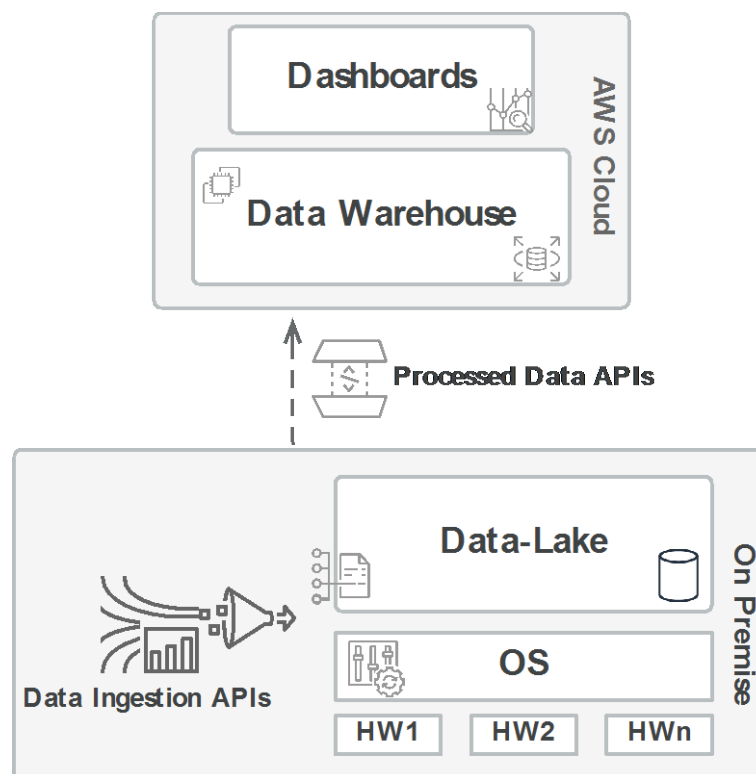 Dashboards
AWS Cloud
Data Warehouse
Processed Data APIs
Data-Lake
On Premise
Data Ingestion APIs
OS
HW1
HW2
HWn